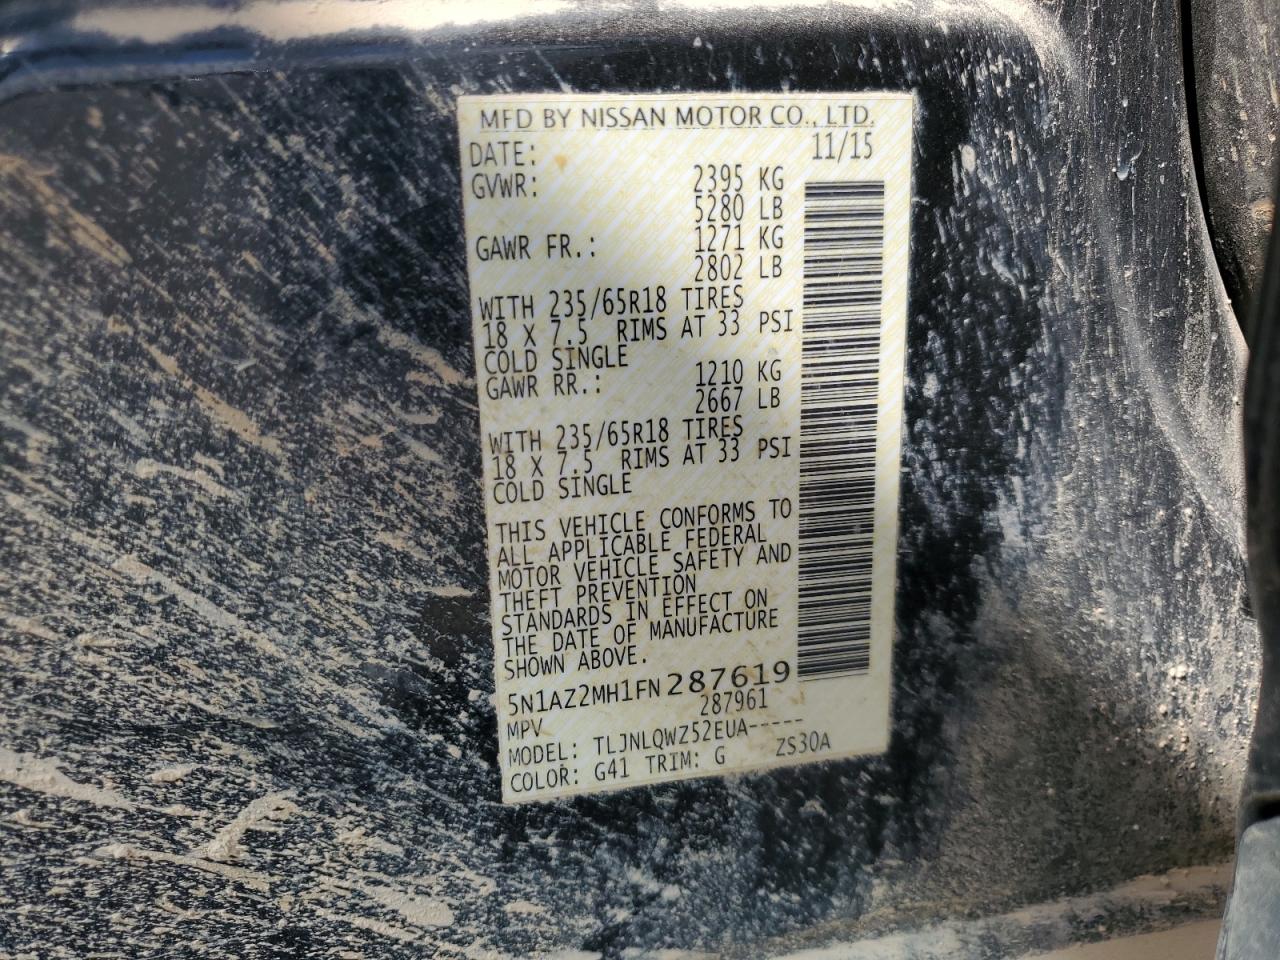 MFD BY NISSAN MOTOR CO., LTD.
DATE: 11/15
GVWR: 2395 KG
5280 LB
GAWR FR.: 1271 KG
2802 LB
WITH 235/65R18 TIRES
18 X 7.5 RIMS AT 33 PSI
COLD SINGLE
GAWR RR.: 1210 KG
2667 LB
WITH 235/65R18 TIRES
18 X 7.5 RIMS AT 33 PSI
COLD SINGLE
THIS VEHICLE CONFORMS TO
ALL APPLICABLE FEDERAL
MOTOR VEHICLE SAFETY AND
THEFT PREVENTION
STANDARDS IN EFFECT ON
THE DATE OF MANUFACTURE
SHOWN ABOVE.
5N1AZ2MH1FN287619
287961
MPV
MODEL: TLJNLQWZ52EUA-----
COLOR: G41 TRIM: G ZS30A